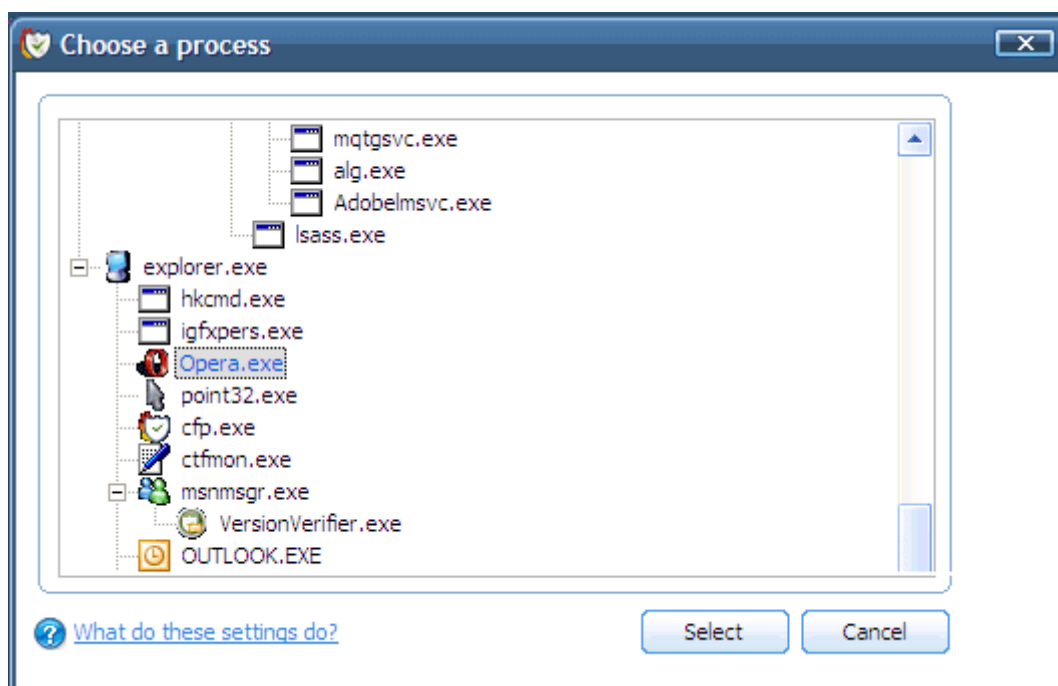 Choose a process
mqtgsvc.exe
alg.exe
Adobelmsvc.exe
lsass.exe
explorer.exe
hkcmd.exe
igfxpers.exe
Opera.exe
point32.exe
cfp.exe
ctfmon.exe
msnmsgr.exe
VersionVerifier.exe
OUTLOOK.EXE
What do these settings do?
Select
Cancel